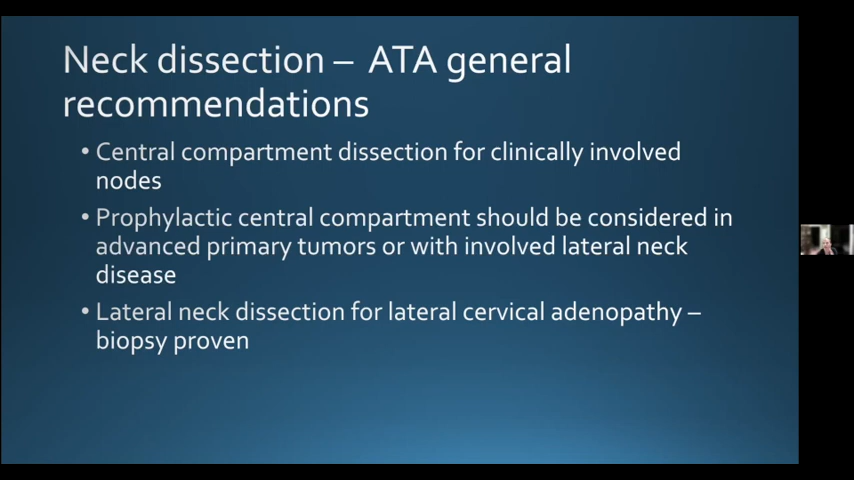 Neck dissection – ATA general
recommendations
• Central compartment dissection for clinically involved
nodes
• Prophylactic central compartment should be considered in
advanced primary tumors or with involved lateral neck
disease
• Lateral neck dissection for lateral cervical adenopathy –
biopsy proven